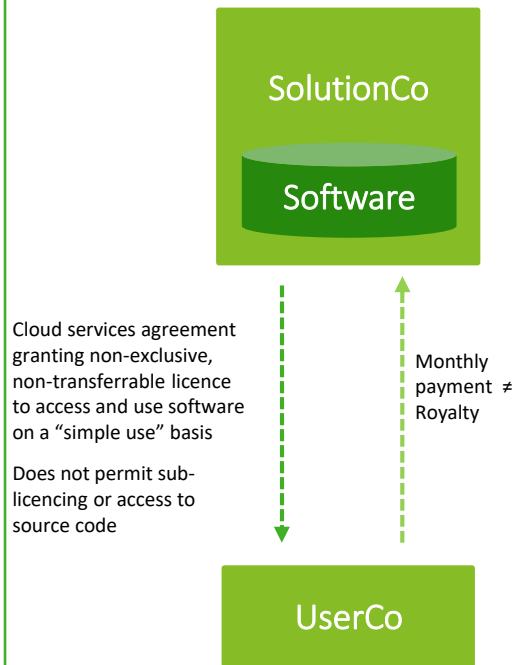 SolutionCo
Software
Cloud services agreement
granting non-exclusive,
non-transferrable licence
to access and use software
on a “simple use” basis
Does not permit sub-
licencing or access to
source code
Monthly
payment ≠
Royalty
UserCo